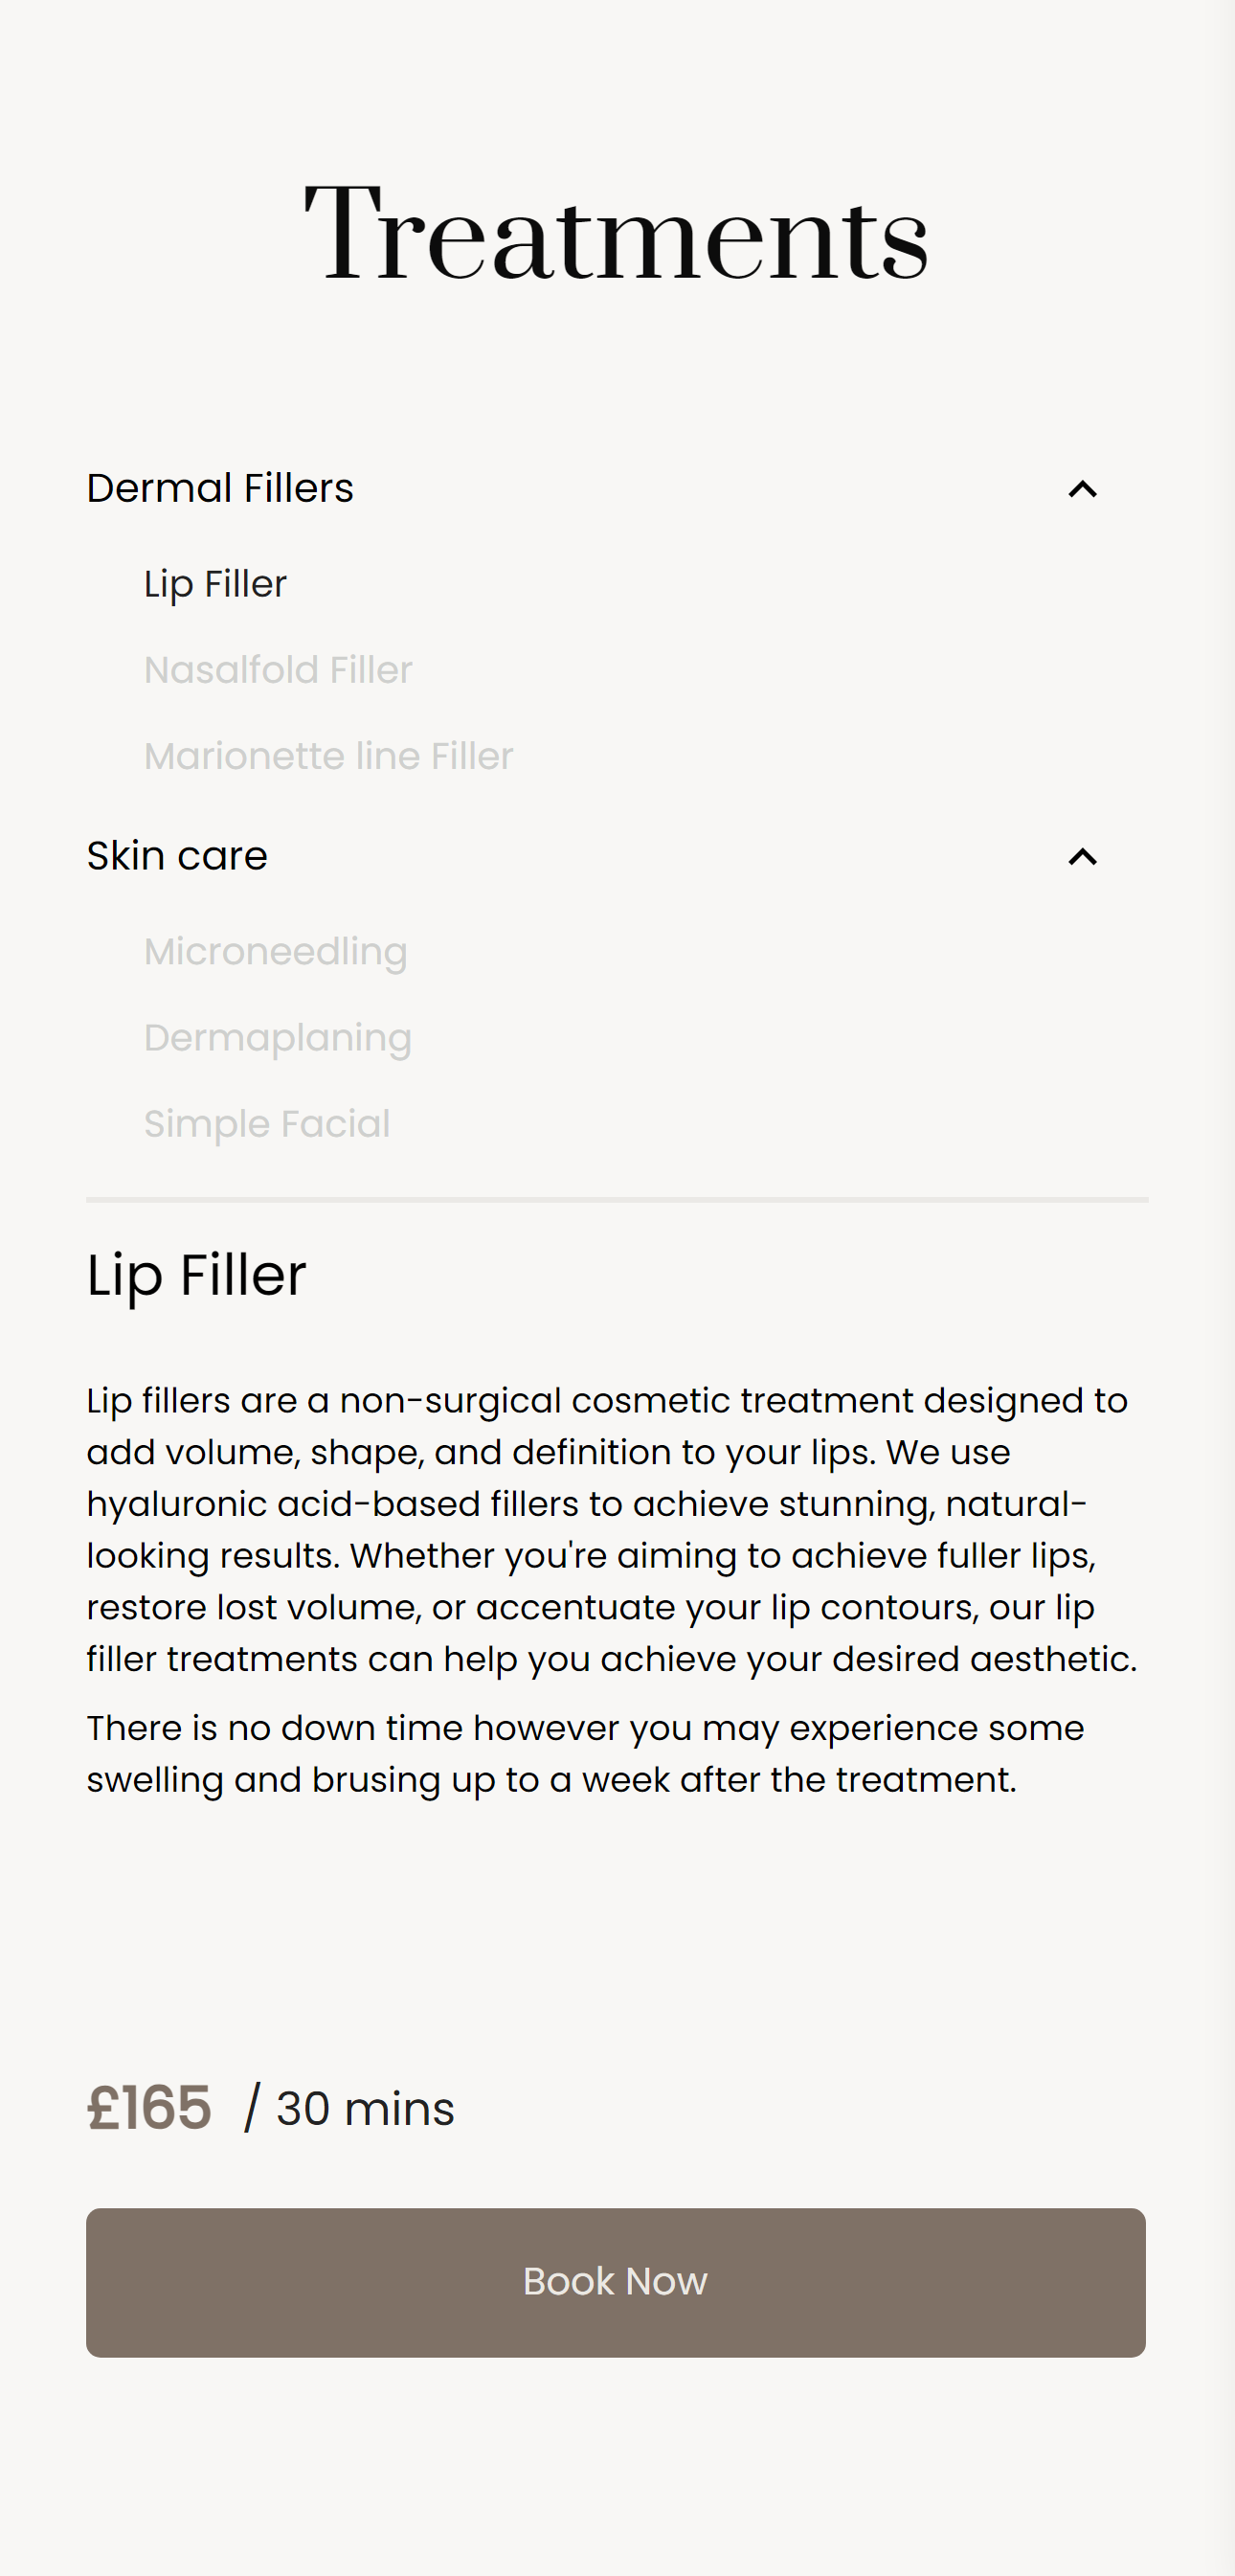 Treatments
Dermal Fillers
Lip Filler
Nasalfold Filler
Marionette line Filler
Skin care
Microneedling
Dermaplaning
Simple Facial
Lip Filler
Lip fillers are a non-surgical cosmetic treatment designed to
add volume, shape, and definition to your lips. We use
hyaluronic acid-based fillers to achieve stunning, natural-
looking results. Whether you're aiming to achieve fuller lips,
restore lost volume, or accentuate your lip contours, our lip
filler treatments can help you achieve your desired aesthetic.
There is no down time however you may experience some
swelling and brusing up to a week after the treatment.
£165 / 30 mins
Book Now